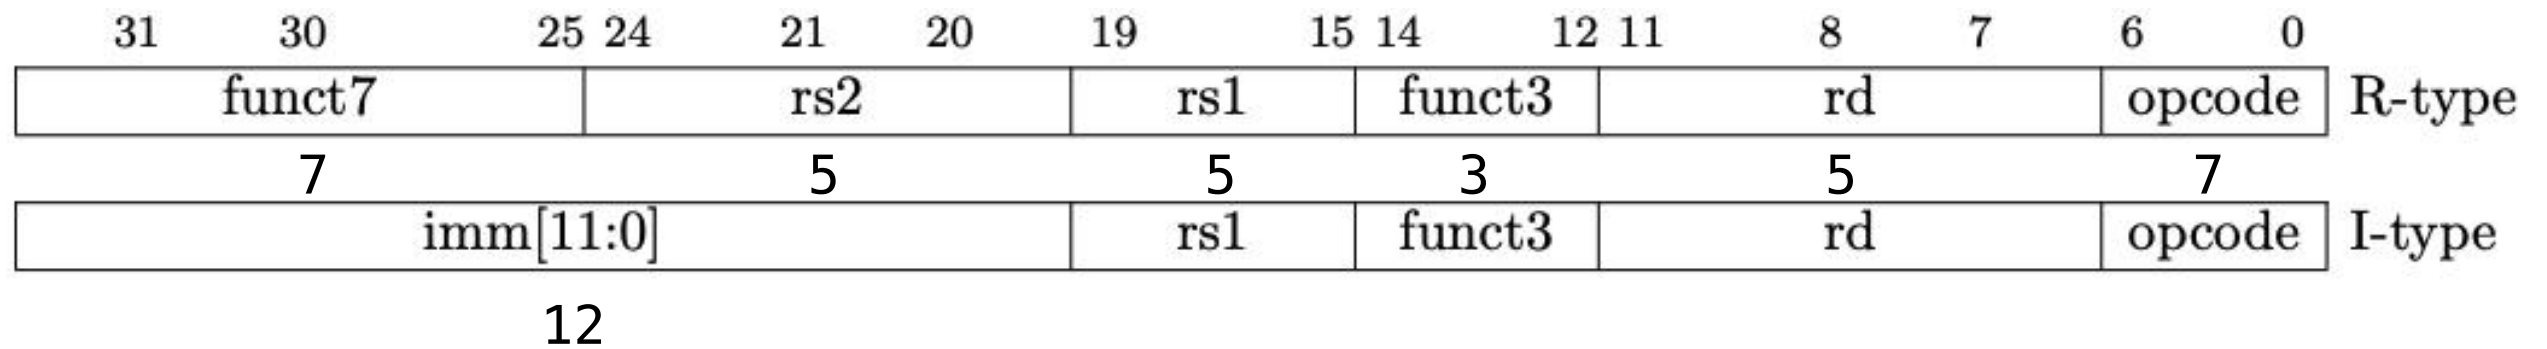 31 30 25 24 21 20 19 15 14 12 11 8 7 6 0
funct7 rs2 rs1 funct3 rd opcode R-type
7 5 5 3 5 7
imm[11:0] rs1 funct3 rd opcode I-type
12